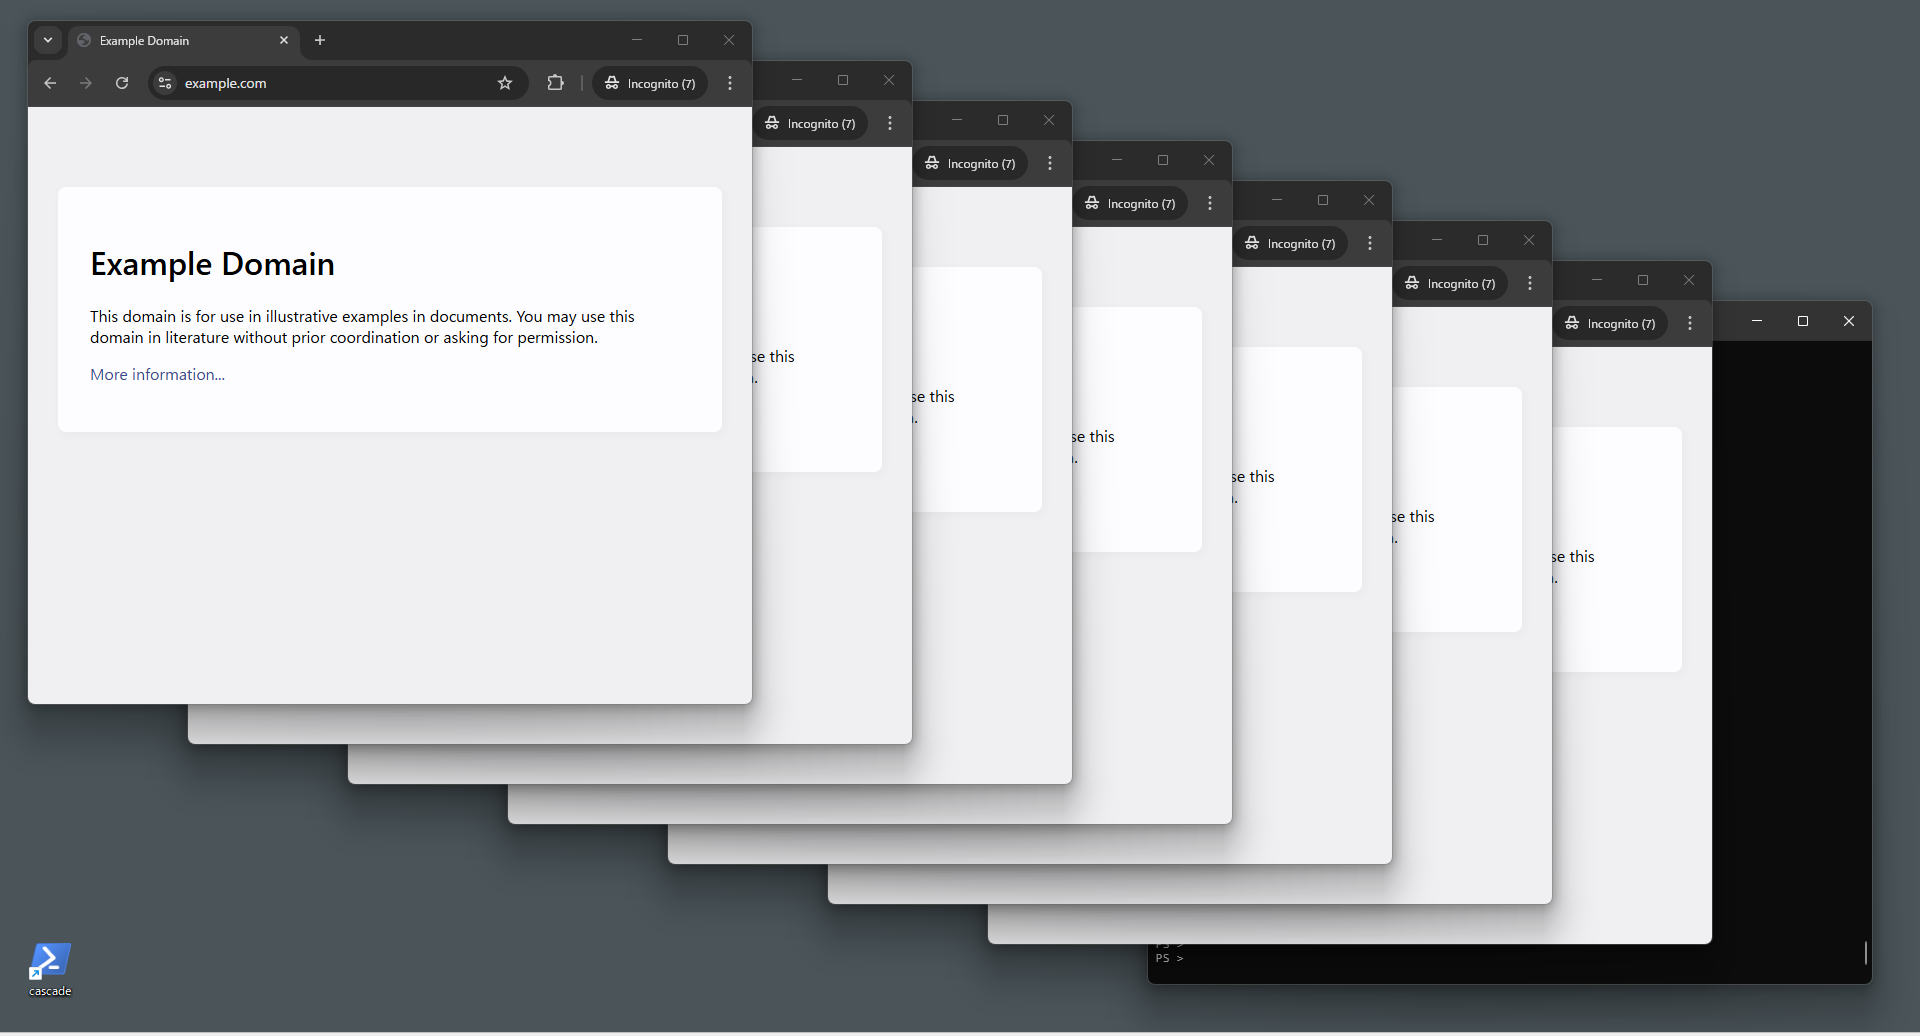 Example Domain
example.com
Incognito (7)
Example Domain
This domain is for use in illustrative examples in documents. You may use this
domain in literature without prior coordination or asking for permission.
More information...
Incognito (7)
se this
Incognito (7)
se this
Incognito (7)
se this
Incognito (7)
se this
Incognito (7)
se this
Incognito (7)
se this
PS >
PS >
cascade